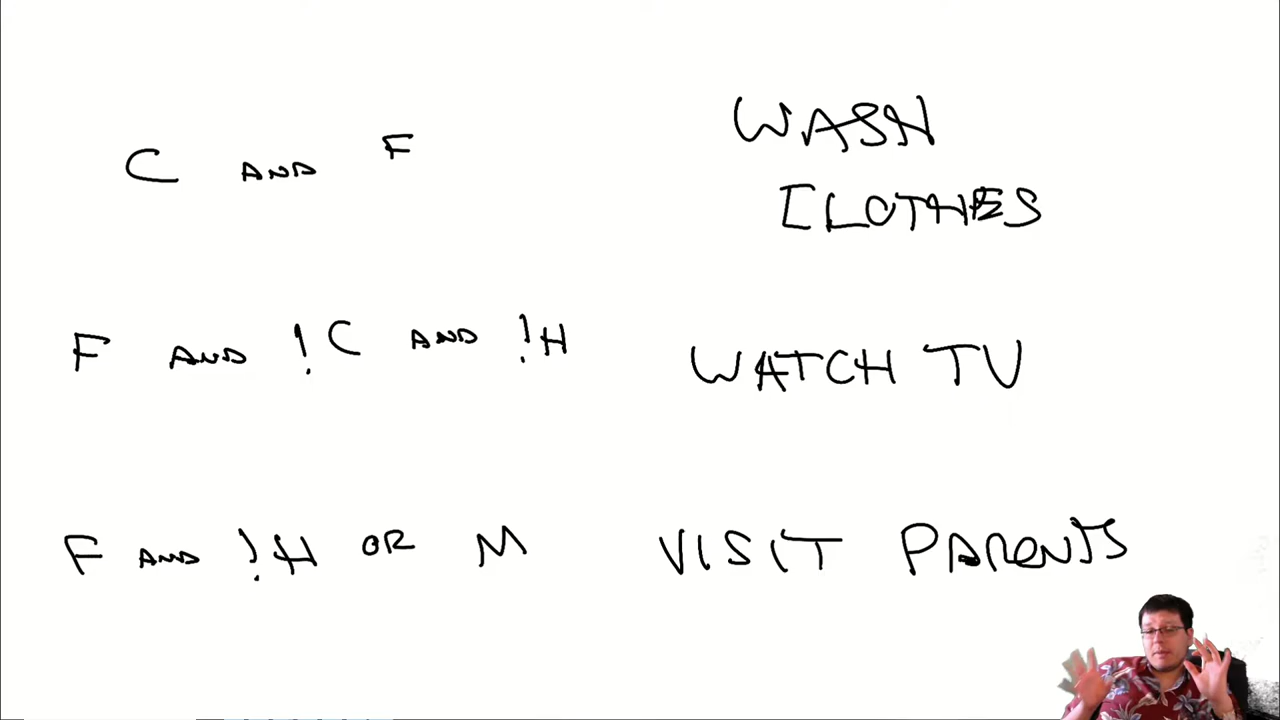 C AND F
WASH
CLOTHES
F AND !C AND !H
WATCH TV
F AND !H OR M
VISIT PARENTS